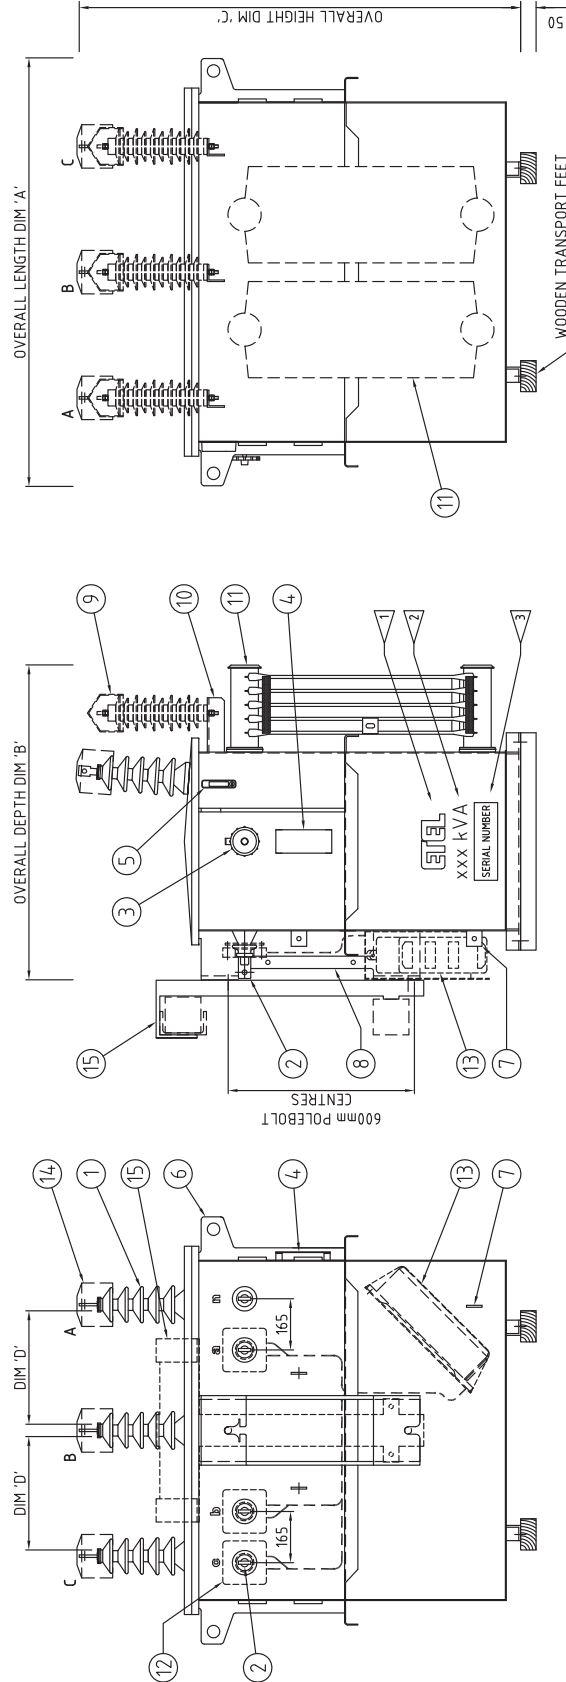 DIM 'D'
DIM 'D'
C
B
A
14
1
15
6
4
13
7
c
b
a
n
165
165
12
2
OVERALL DEPTH DIM 'B'
15
600mm POLEBOLT
CENTRES
2
8
13
7
3
5
9
10
11
4
1
2
3
ETEL
xxx kVA
SERIAL NUMBER
OVERALL LENGTH DIM 'A'
A
B
C
OVERALL HEIGHT DIM 'C'
50
11
WOODEN TRANSPORT FEET